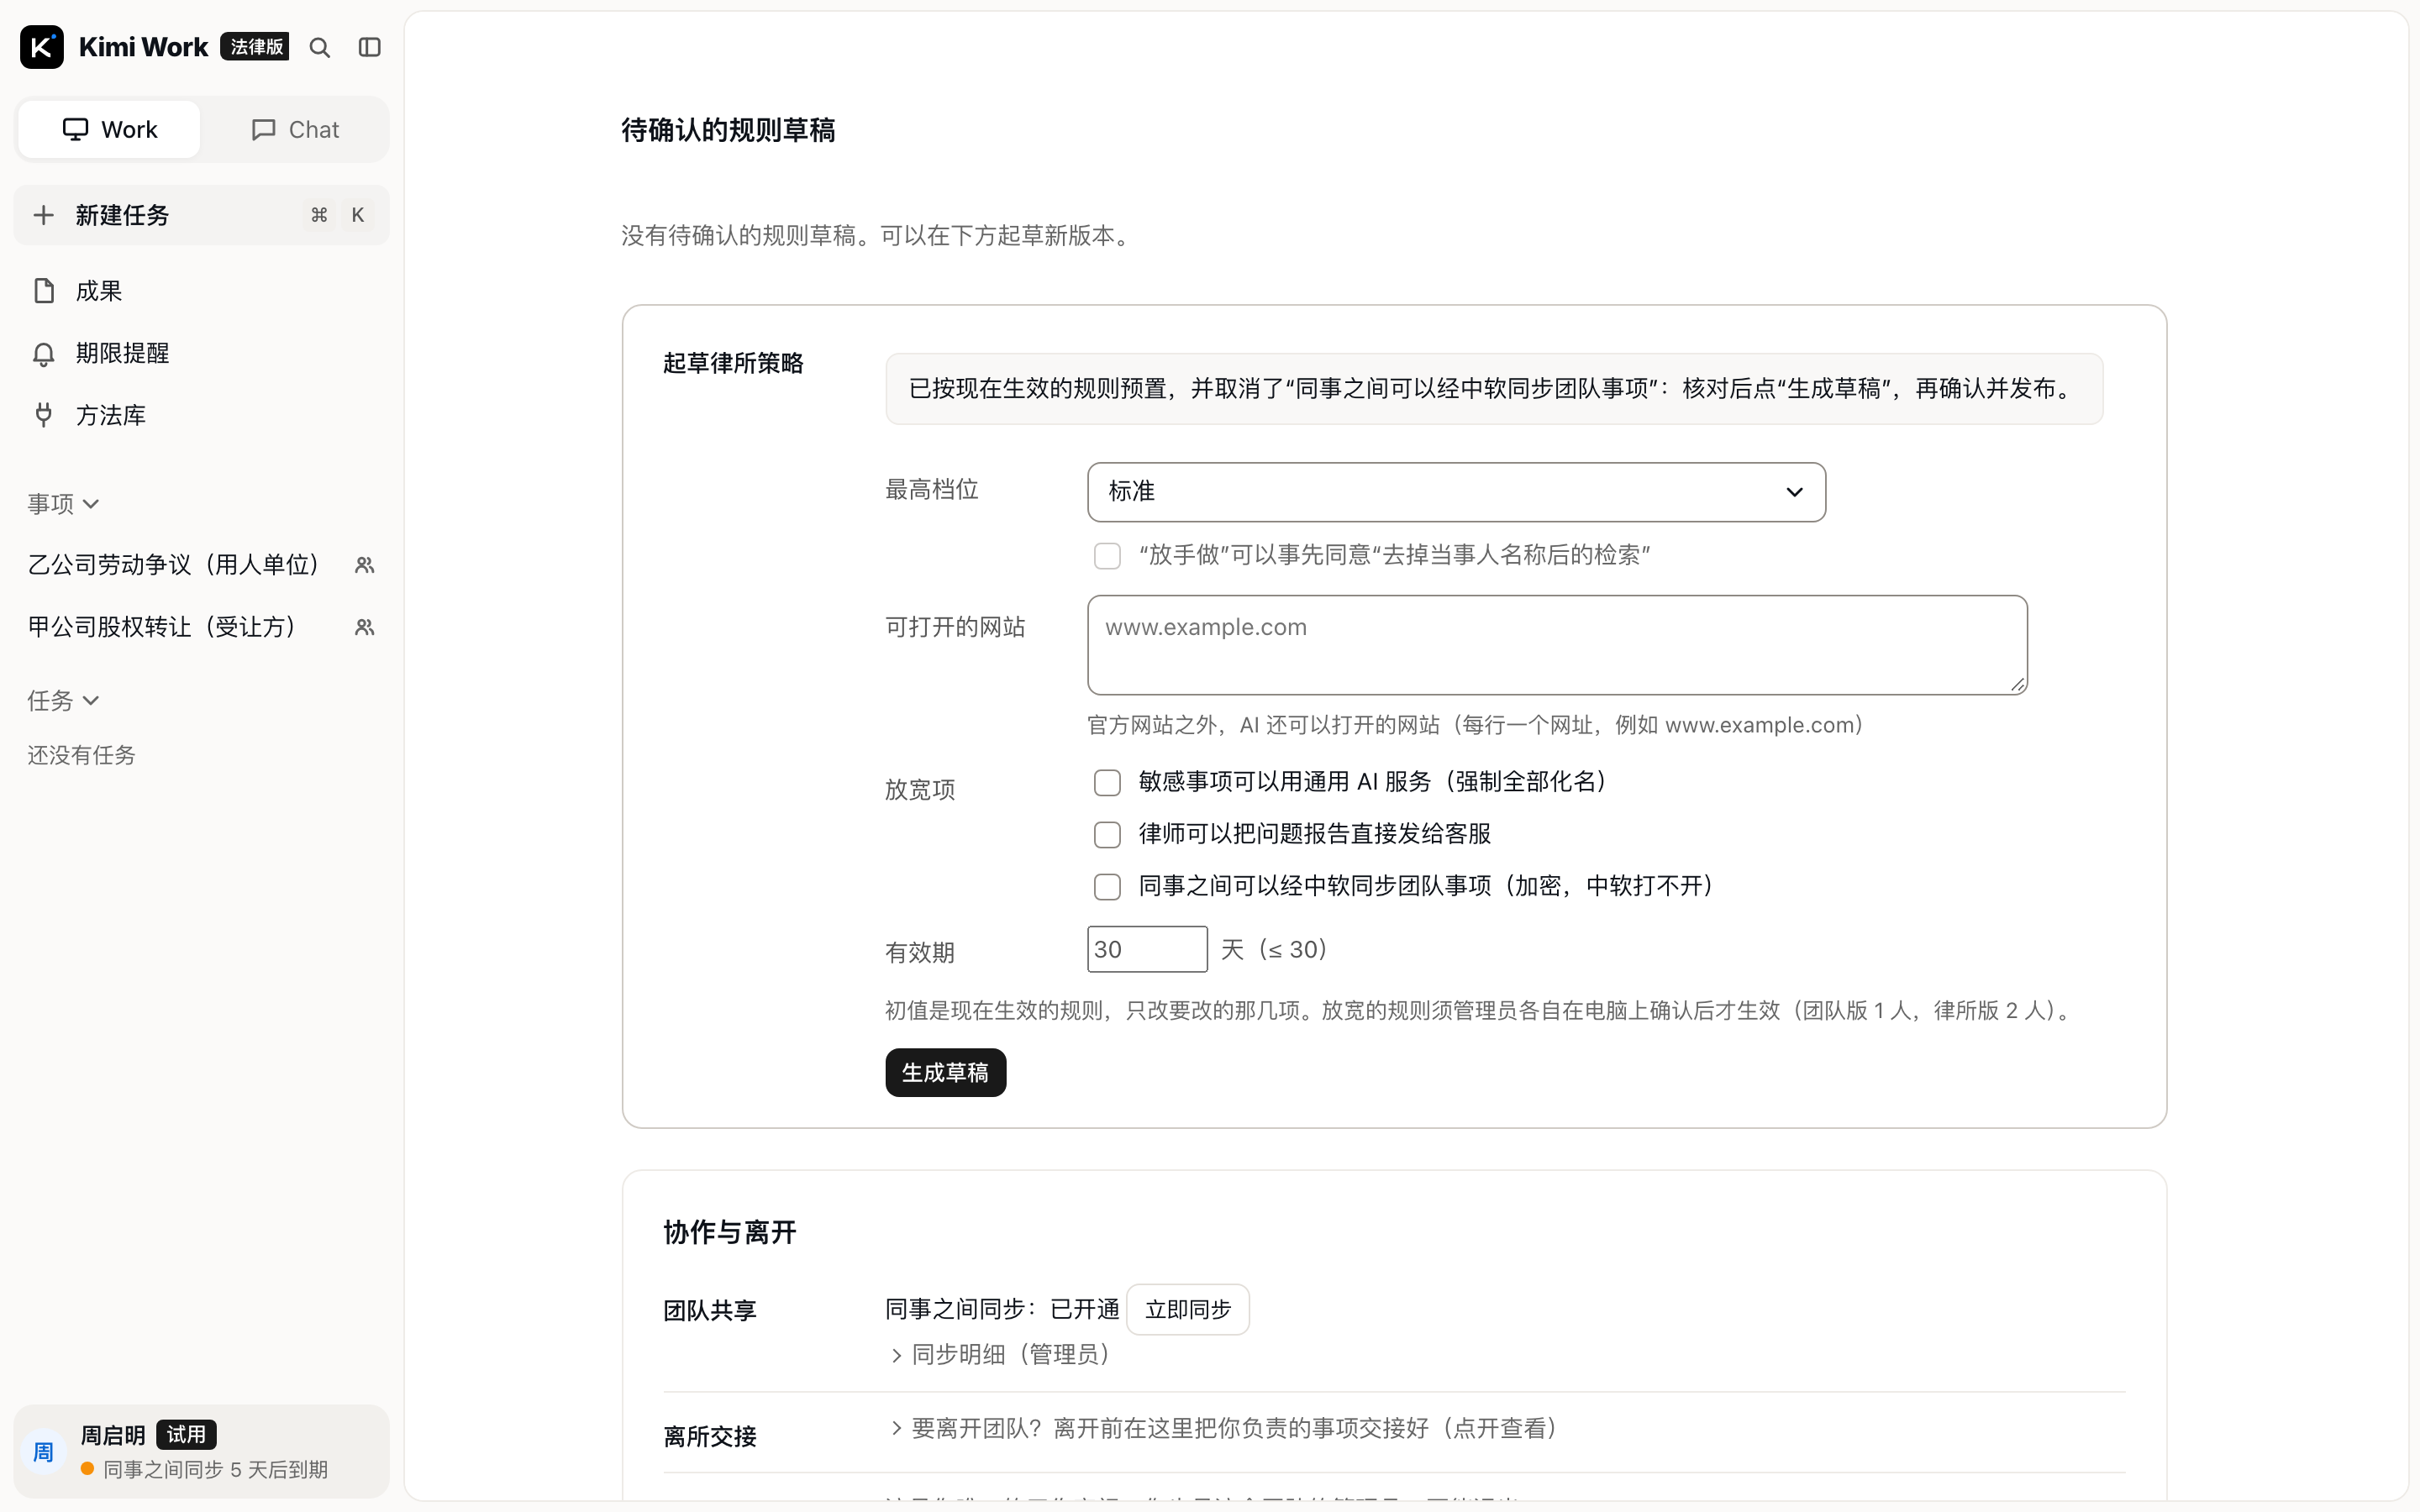 Kimi Work 法律版
Work
Chat
新建任务 ⌘ K
成果
期限提醒
方法库
事项
乙公司劳动争议（用人单位）
甲公司股权转让（受让方）
任务
还没有任务
周 周启明 试用
同事之间同步 5 天后到期
待确认的规则草稿
没有待确认的规则草稿。可以在下方起草新版本。
起草律所策略
已按现在生效的规则预置，并取消了“同事之间可以经中软同步团队事项”：核对后点“生成草稿”，再确认并发布。
最高档位
标准
“放手做”可以事先同意“去掉当事人名称后的检索”
可打开的网站
www.example.com
官方网站之外，AI 还可以打开的网站（每行一个网址，例如 www.example.com）
放宽项
敏感事项可以用通用 AI 服务（强制全部化名）
律师可以把问题报告直接发给客服
同事之间可以经中软同步团队事项（加密，中软打不开）
有效期
30 天（≤ 30）
初值是现在生效的规则，只改要改的那几项。放宽的规则须管理员各自在电脑上确认后才生效（团队版 1 人，律所版 2 人）。
生成草稿
协作与离开
团队共享
同事之间同步：已开通 立即同步
同步明细（管理员）
离所交接
要离开团队？离开前在这里把你负责的事项交接好（点开查看）